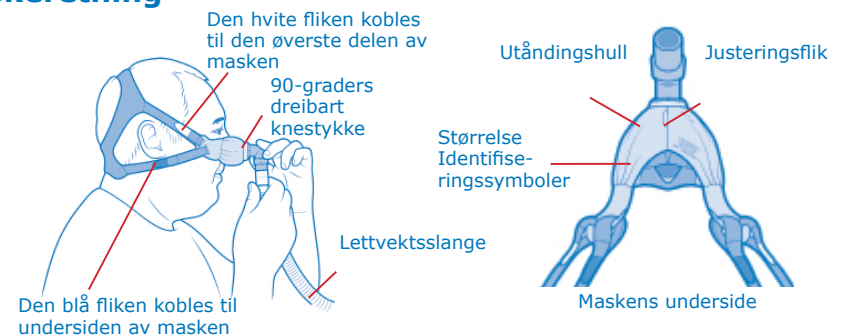 Den hvite fliken kobles
til den øverste delen av
masken
90-graders
dreibart
knestykke
Lettvektsslange
Den blå fliken kobles til
undersiden av masken
Utåndingshull
Justeringsflik
Størrelse
Identifise-
ringssymboler
Maskens underside